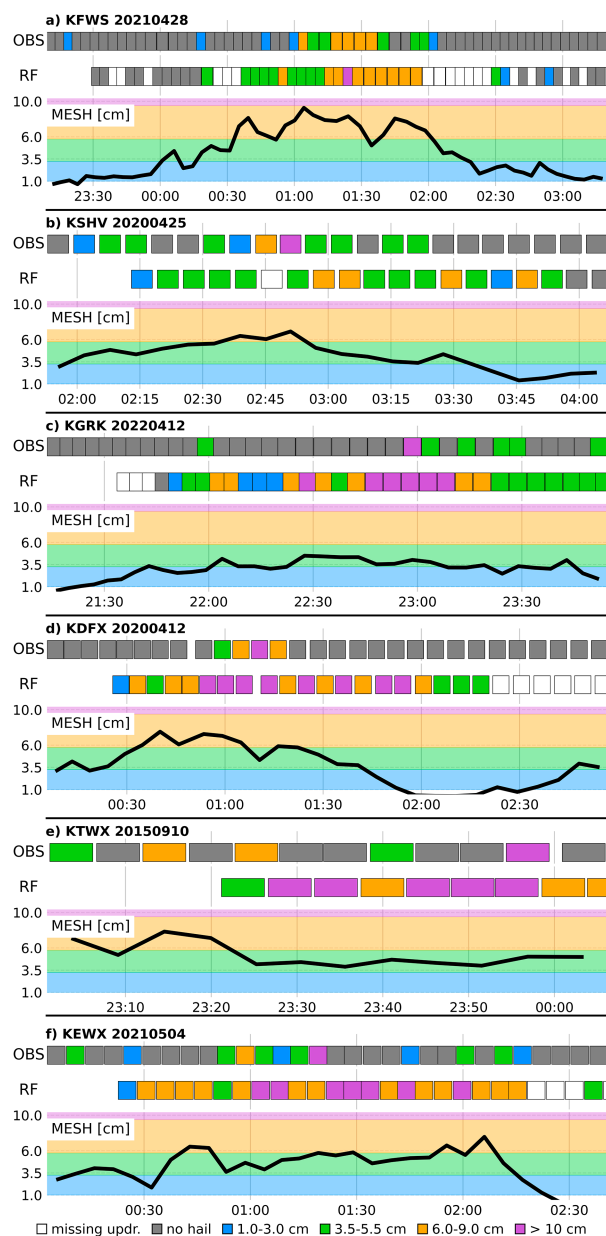 a) KFWS 20210428
OBS
RF
10.0
MESH [cm]
6.0
3.5
1.0
23:30 00:00 00:30 01:00 01:30 02:00 02:30 03:00
b) KSHV 20200425
OBS
RF
10.0
MESH [cm]
6.0
3.5
1.0
02:00 02:15 02:30 02:45 03:00 03:15 03:30 03:45 04:00
c) KGRK 20220412
OBS
RF
10.0
MESH [cm]
6.0
3.5
1.0
21:30 22:00 22:30 23:00 23:30
d) KDFX 20200412
OBS
RF
10.0
MESH [cm]
6.0
3.5
1.0
00:30 01:00 01:30 02:00 02:30
e) KTWX 20150910
OBS
RF
10.0
MESH [cm]
6.0
3.5
1.0
23:10 23:20 23:30 23:40 23:50 00:00
f) KEWX 20210504
OBS
RF
10.0
MESH [cm]
6.0
3.5
1.0
00:30 01:00 01:30 02:00 02:30
missing updr. no hail 1.0-3.0 cm 3.5-5.5 cm 6.0-9.0 cm > 10 cm